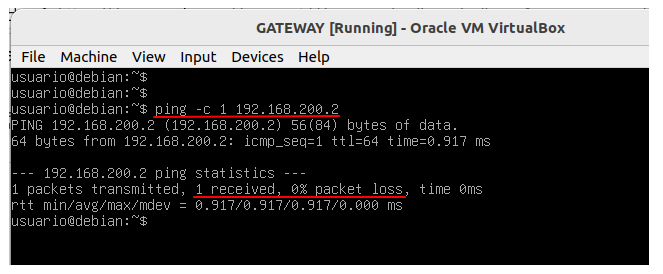 GATEWAY [Running] - Oracle VM VirtualBox
File Machine View Input Devices Help
usuario@debian:~$
usuario@debian:~$
usuario@debian:~$ ping -c 1 192.168.200.2
PING 192.168.200.2 (192.168.200.2) 56(84) bytes of data.
64 bytes from 192.168.200.2: icmp_seq=1 ttl=64 time=0.917 ms
--- 192.168.200.2 ping statistics ---
1 packets transmitted, 1 received, 0% packet loss, time 0ms
rtt min/avg/max/mdev = 0.917/0.917/0.917/0.000 ms
usuario@debian:~$